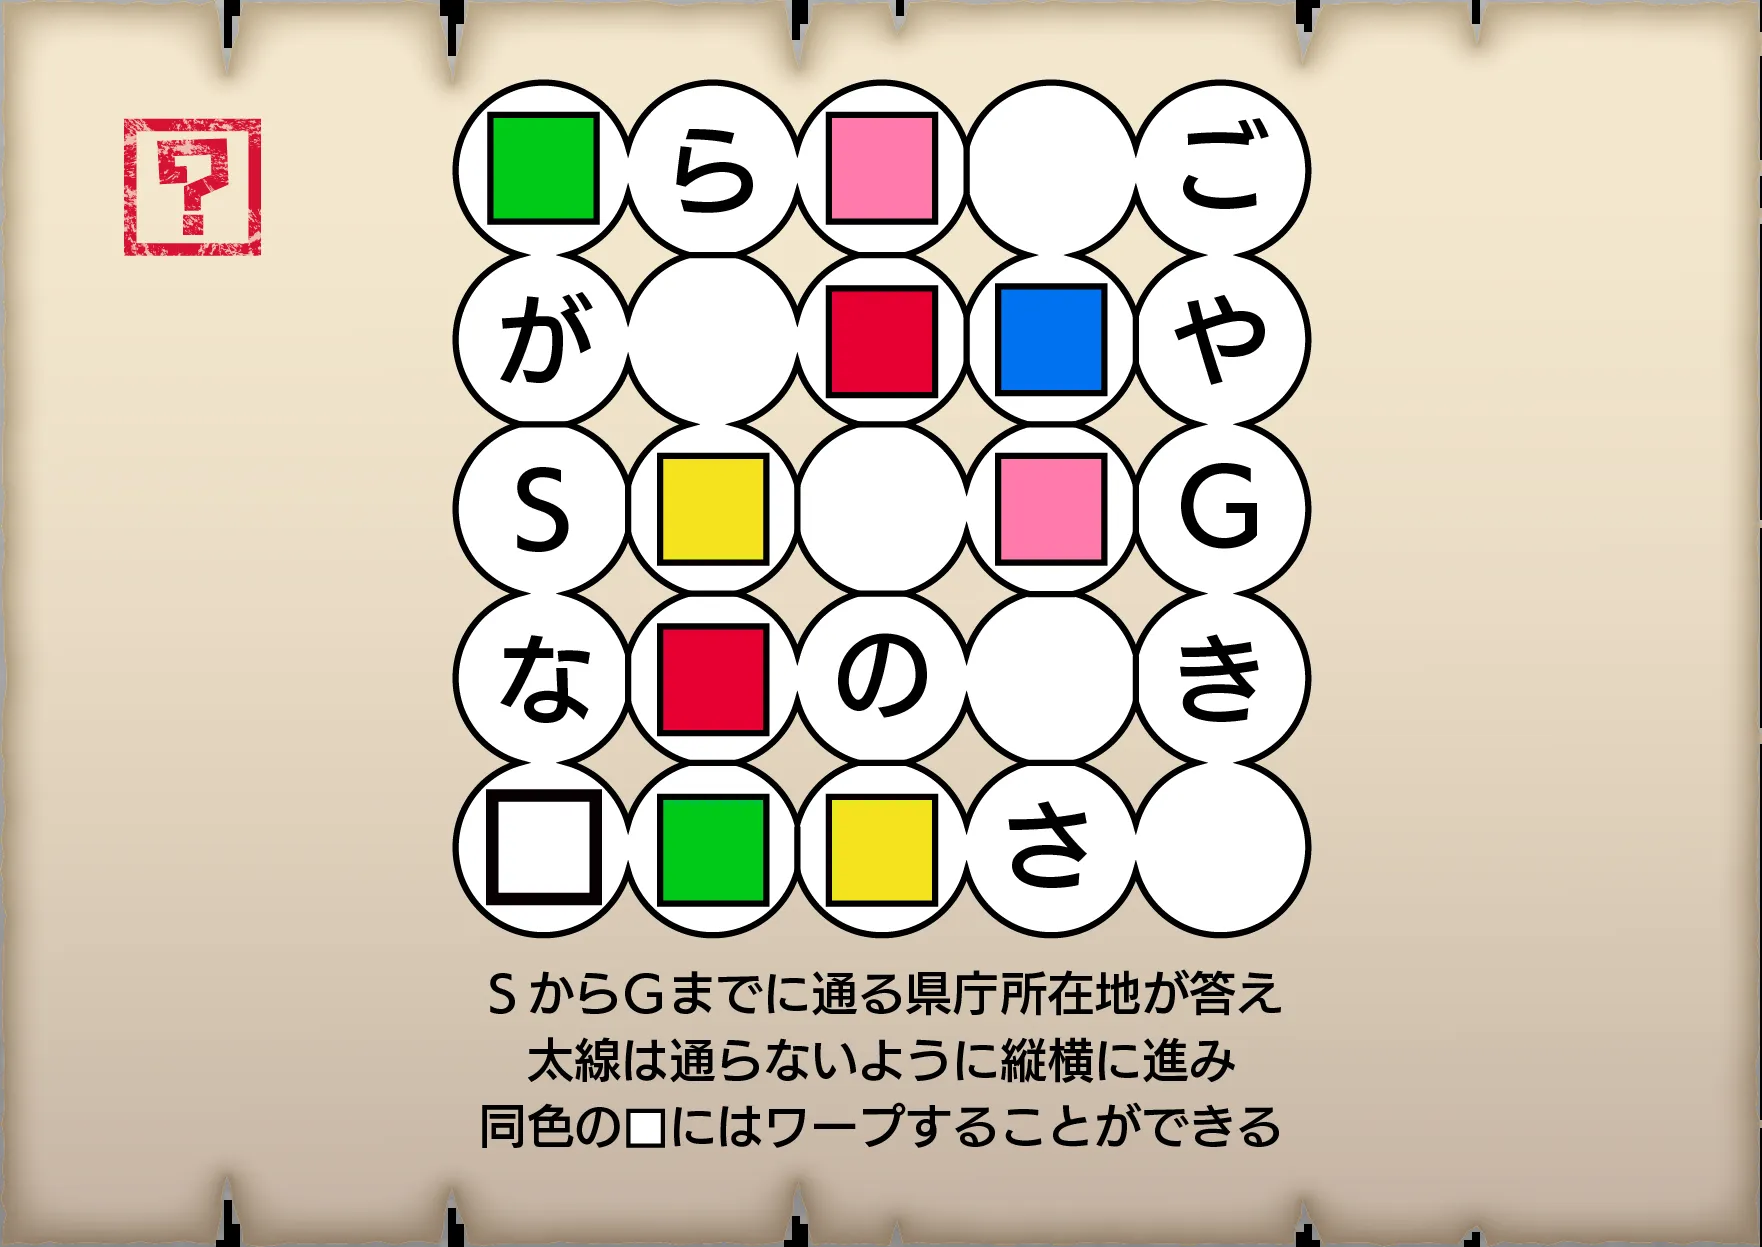 ?
ら ご
が や
S G
な の き
さ
SからGまでに通る県庁所在地が答え
太線は通らないように縦横に進み
同色の□にはワープすることができる